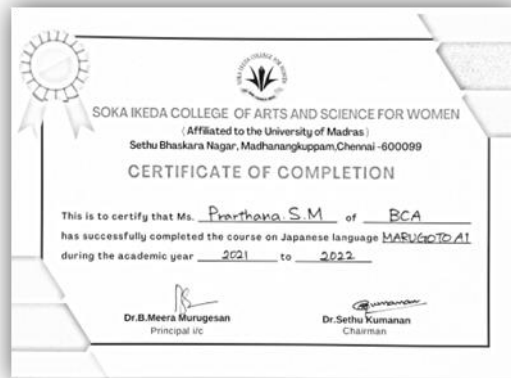 SOKA IKEDA COLLEGE OF ARTS AND SCIENCE FOR WOMEN
(Affiliated to the University of Madras)
Sethu Bhaskara Nagar, Madhanangkuppam,Chennai -600099
CERTIFICATE OF COMPLETION
This is to certify that Ms. Prarthana. S.M of BCA
has successfully completed the course on Japanese language MARUGOTO A1
during the academic year 2021 to 2022
Dr.B.Meera Murugesan
Principal i/c
Dr.Sethu Kumanan
Chairman